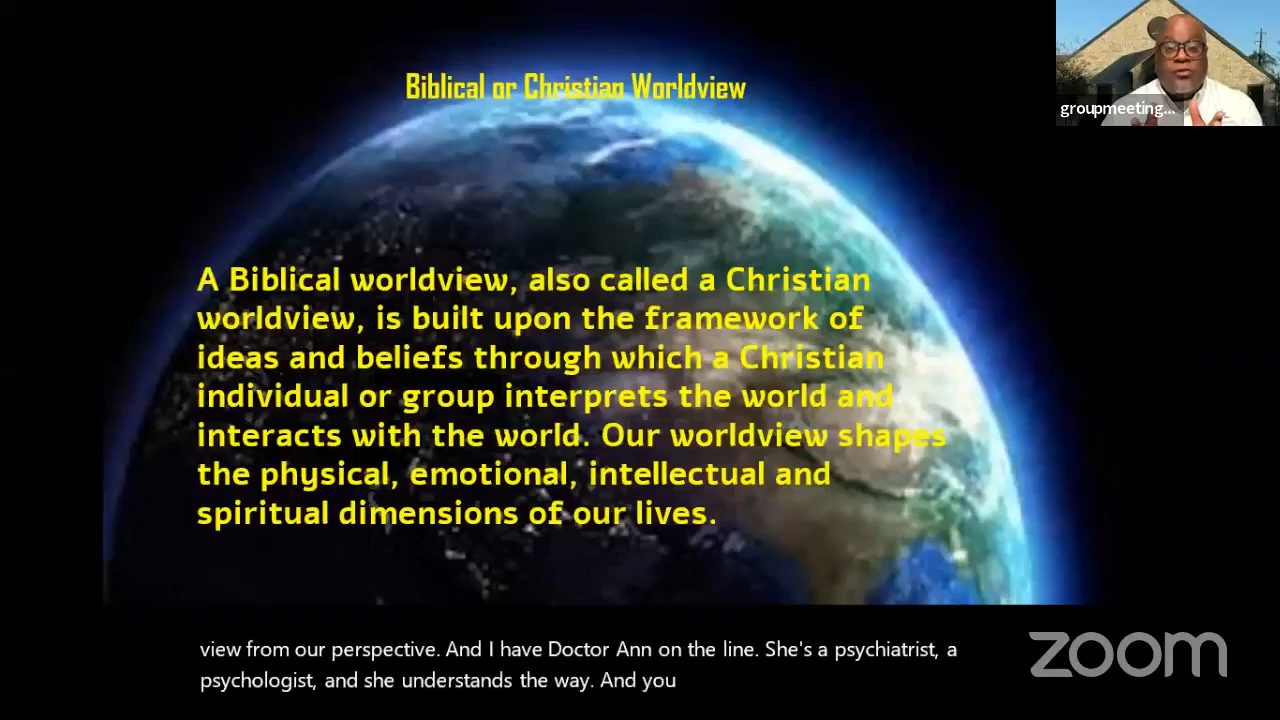 Biblical or Christian Worldview
groupmeeting...
A Biblical worldview, also called a Christian
worldview, is built upon the framework of
ideas and beliefs through which a Christian
individual or group interprets the world and
interacts with the world. Our worldview shapes
the physical, emotional, intellectual and
spiritual dimensions of our lives.
view from our perspective. And I have Doctor Ann on the line. She's a psychiatrist, a
psychologist, and she understands the way. And you
zoom